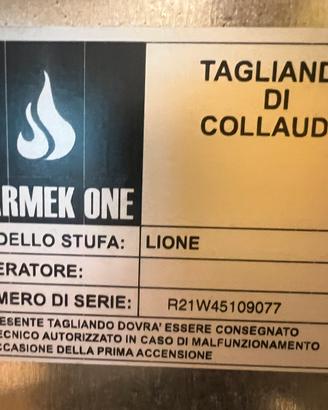 TAGLIAND
DI
COLLAUD
ARMEK ONE
DELLO STUFA: LIONE
ERATORE:
MERO DI SERIE: R21W45109077
ESENTE TAGLIANDO DOVRA' ESSERE CONSEGNATO
ECNICO AUTORIZZATO IN CASO DI MALFUNZIONAMENTO
CCASIONE DELLA PRIMA ACCENSIONE